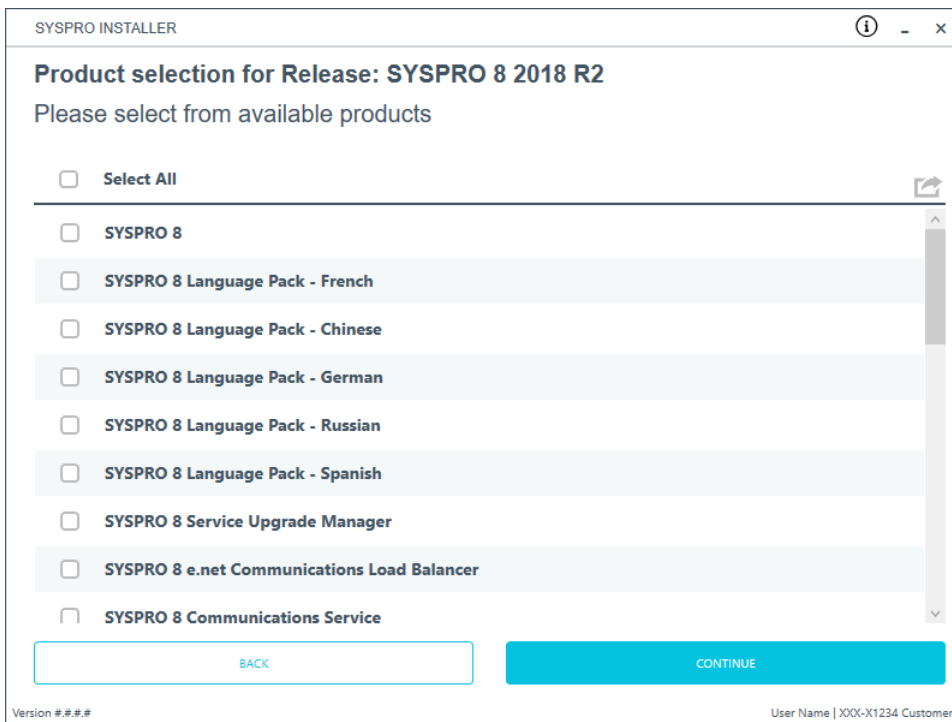 SYSPRO INSTALLER
Product selection for Release: SYSPRO 8 2018 R2
Please select from available products
Select All
SYSPRO 8
SYSPRO 8 Language Pack - French
SYSPRO 8 Language Pack - Chinese
SYSPRO 8 Language Pack - German
SYSPRO 8 Language Pack - Russian
SYSPRO 8 Language Pack - Spanish
SYSPRO 8 Service Upgrade Manager
SYSPRO 8 e.net Communications Load Balancer
SYSPRO 8 Communications Service
BACK CONTINUE
Version #.#.#.# User Name | XXX-X1234 Customer